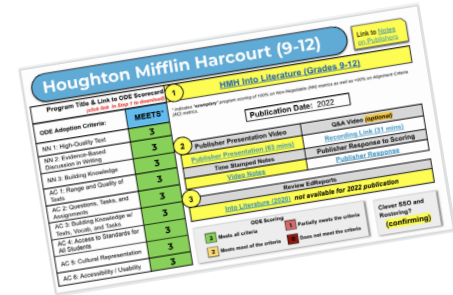 Houghton Mifflin Harcourt (9-12)
Link to Notes
on Publishers
Program Title & Link to ODE Scorecard
(click link in Step 1 to download)
ODE Adoption Criteria:
MEETS*
NN 1: High-Quality Text
3
NN 2: Evidence-Based
Discussion in Writing
3
NN 3: Building Knowledge
3
AC 1: Range and Quality of
Texts
3
AC 2: Questions, Tasks, and
Assignments
3
AC 3: Building Knowledge w/
Texts, Vocab, and Tasks
3
AC 4: Access to Standards for
All Students
3
AC 5: Cultural Representation
3
AC 6: Accessibility / Usability
3
1
HMH Into Literature (Grades 9-12)
* Indicates "exemplary" program scoring of 100% on Non-Negotiable (NN) metrics as well as +90% on Alignment Criteria
(AC) metrics.
Publication Date: 2022
2
Publisher Presentation Video
Q&A Video (optional)
Publisher Presentation (63 mins)
Recording Link (31 mins)
Time Stamped Notes
Publisher Response to Scoring
Video Notes
Publisher Response
3
Review EdReports
Into Literature (2020) not available for 2022 publication
ODE Scoring
3 Meets all criteria
1 Partially meets the criteria
2 Meets most of the criteria
Does not meet the criteria
Clever SSO and
Rostering?
(confirming)